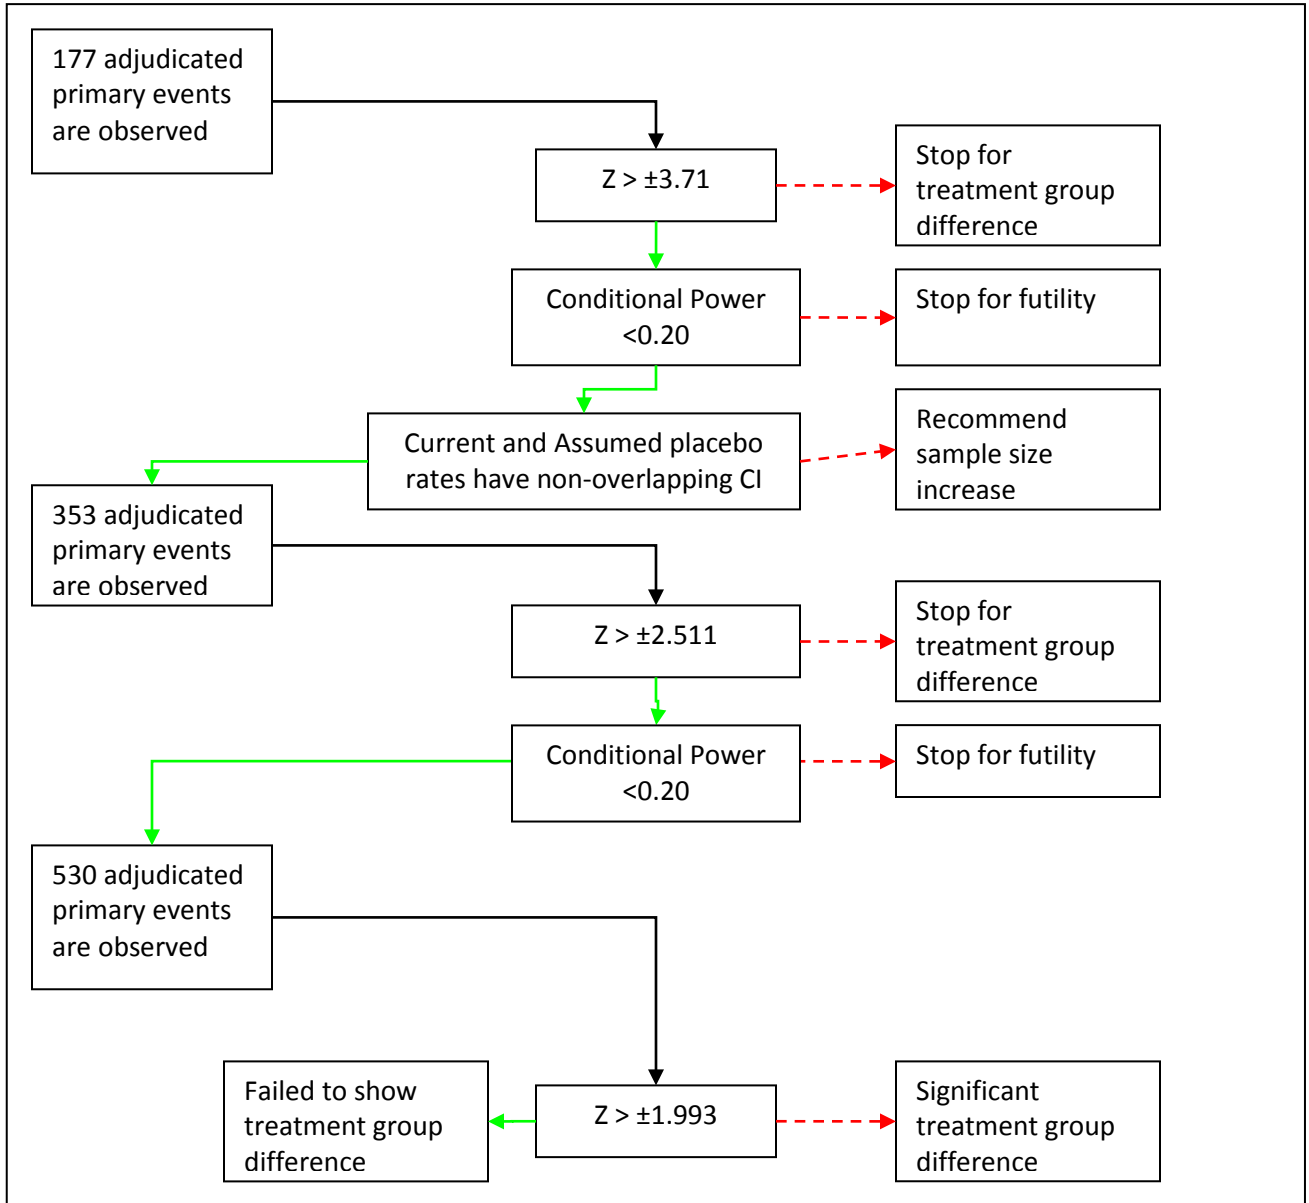 177 adjudicated
primary events
are observed
Z > ±3.71
Stop for
treatment group
difference
Conditional Power
<0.20
Stop for futility
Current and Assumed placebo
rates have non-overlapping CI
Recommend
sample size
increase
353 adjudicated
primary events
are observed
Z > ±2.511
Stop for
treatment group
difference
Conditional Power
<0.20
Stop for futility
530 adjudicated
primary events
are observed
Failed to show
treatment group
difference
Z > ±1.993
Significant
treatment group
difference